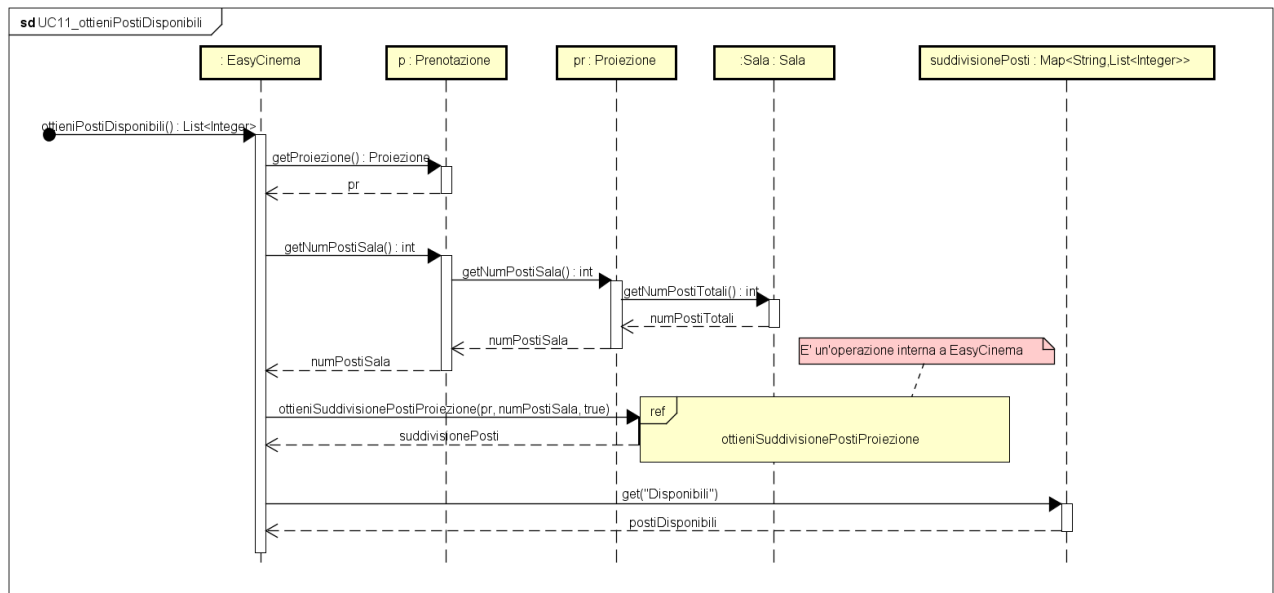 sd UC11_ottieniPostiDisponibili
: EasyCinema
p : Prenotazione
pr : Proiezione
:Sala : Sala
suddivisePosti : Map<String,List<Integer>>
ottieniPostiDisponibili() : List<Integer>
getProiezione() : Proiezione
pr
getNumPostiSala() : int
getNumPostiSala() : int
getNumPostiTotali() : int
numPostiTotali
numPostiSala
numPostiSala
E' un'operazione interna a EasyCinema
ottieniSuddivisionePostiProiezione(pr, numPostiSala, true)
ref
ottieniSuddivisionePostiProiezione
suddivisionePosti
get("Disponibili")
postiDisponibili